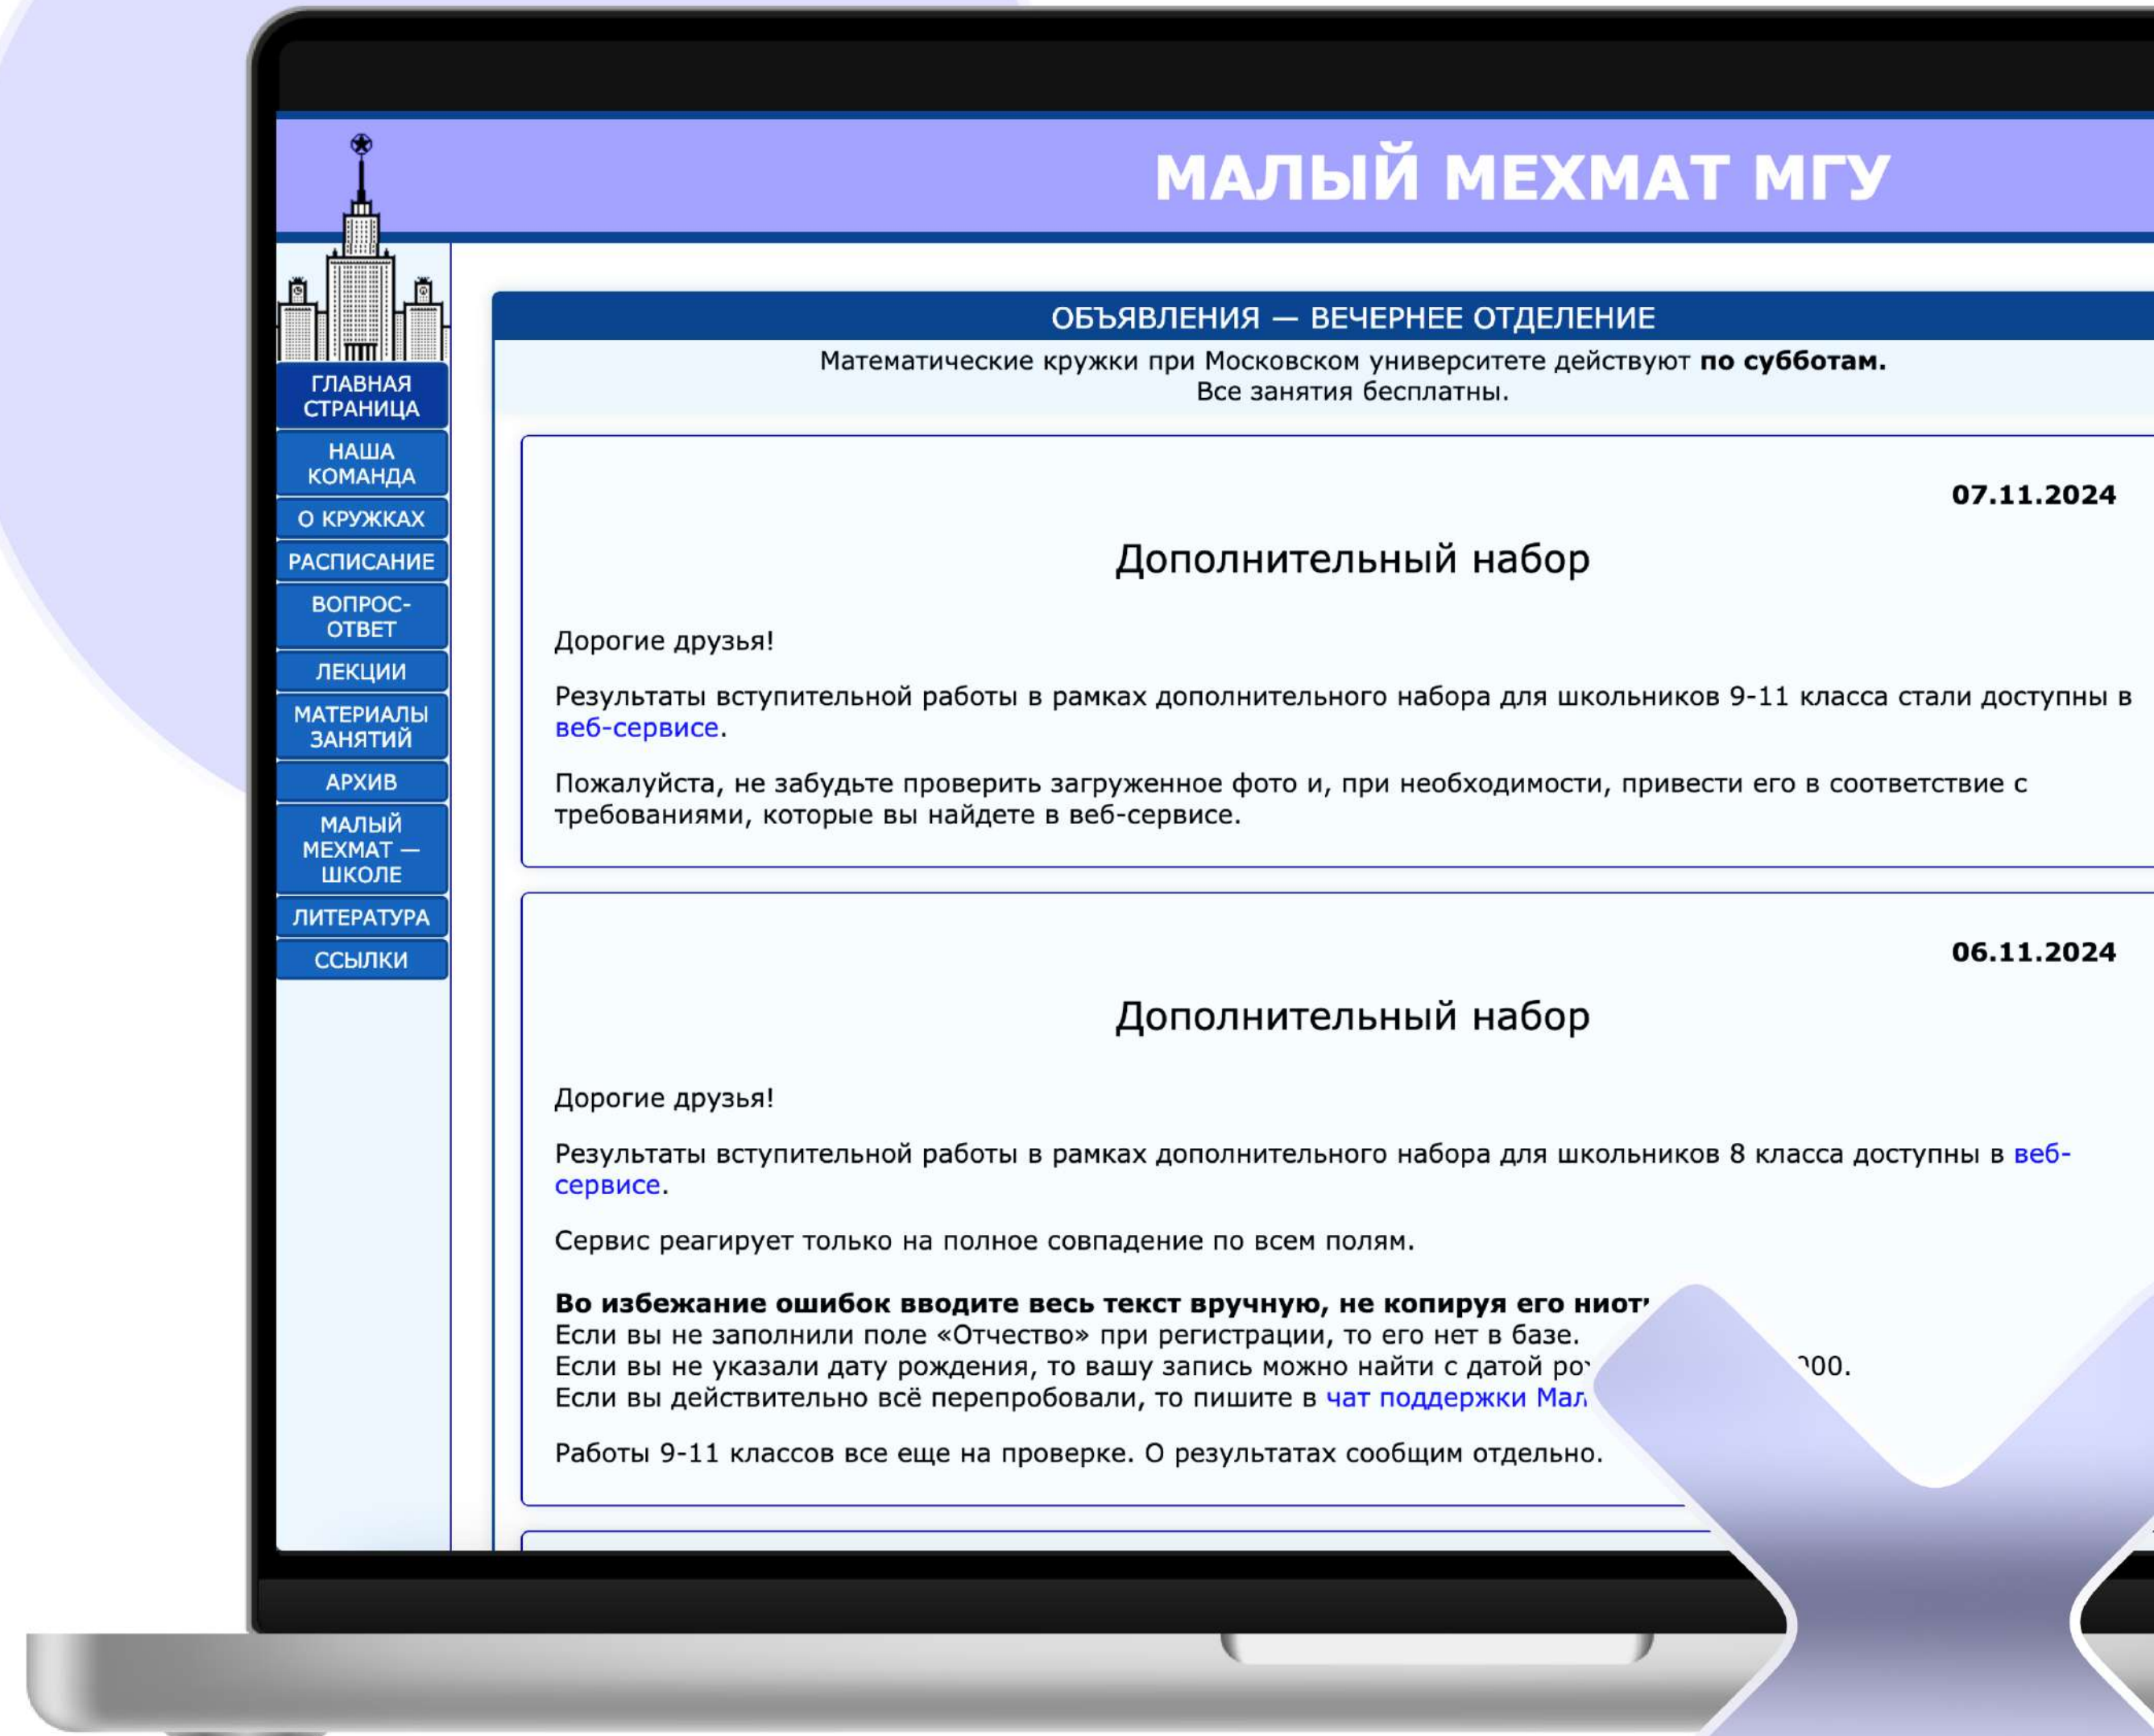 МАЛЫЙ МЕХМАТ МГУ
ГЛАВНАЯ
СТРАНИЦА
НАША
КОМАНДА
О КРУЖКАХ
РАСПИСАНИЕ
ВОПРОС-
ОТВЕТ
ЛЕКЦИИ
МАТЕРИАЛЫ
ЗАНЯТИЙ
АРХИВ
МАЛЫЙ
МЕХМАТ —
ШКОЛЕ
ЛИТЕРАТУРА
ССЫЛКИ
ОБЪЯВЛЕНИЯ — ВЕЧЕРНЕЕ ОТДЕЛЕНИЕ
Математические кружки при Московском университете действуют по субботам.
Все занятия бесплатны.
07.11.2024
Дополнительный набор
Дорогие друзья!
Результаты вступительной работы в рамках дополнительного набора для школьников 9-11 класса стали доступны в
веб-сервисе.
Пожалуйста, не забудьте проверить загруженное фото и, при необходимости, привести его в соответствие с
требованиями, которые вы найдете в веб-сервисе.
06.11.2024
Дополнительный набор
Дорогие друзья!
Результаты вступительной работы в рамках дополнительного набора для школьников 8 класса доступны в веб-
сервисе.
Сервис реагирует только на полное совпадение по всем полям.
Во избежание ошибок вводите весь текст вручную, не копируя его
Если вы не заполнили поле «Отчество» при регистрации, то его нет в базе.
Если вы не указали дату рождения, то вашу запись можно найти с датой
Если вы действительно всё перепробовали, то пишите в чат поддержки
Работы 9-11 классов все еще на проверке. О результатах сообщим отдельно.